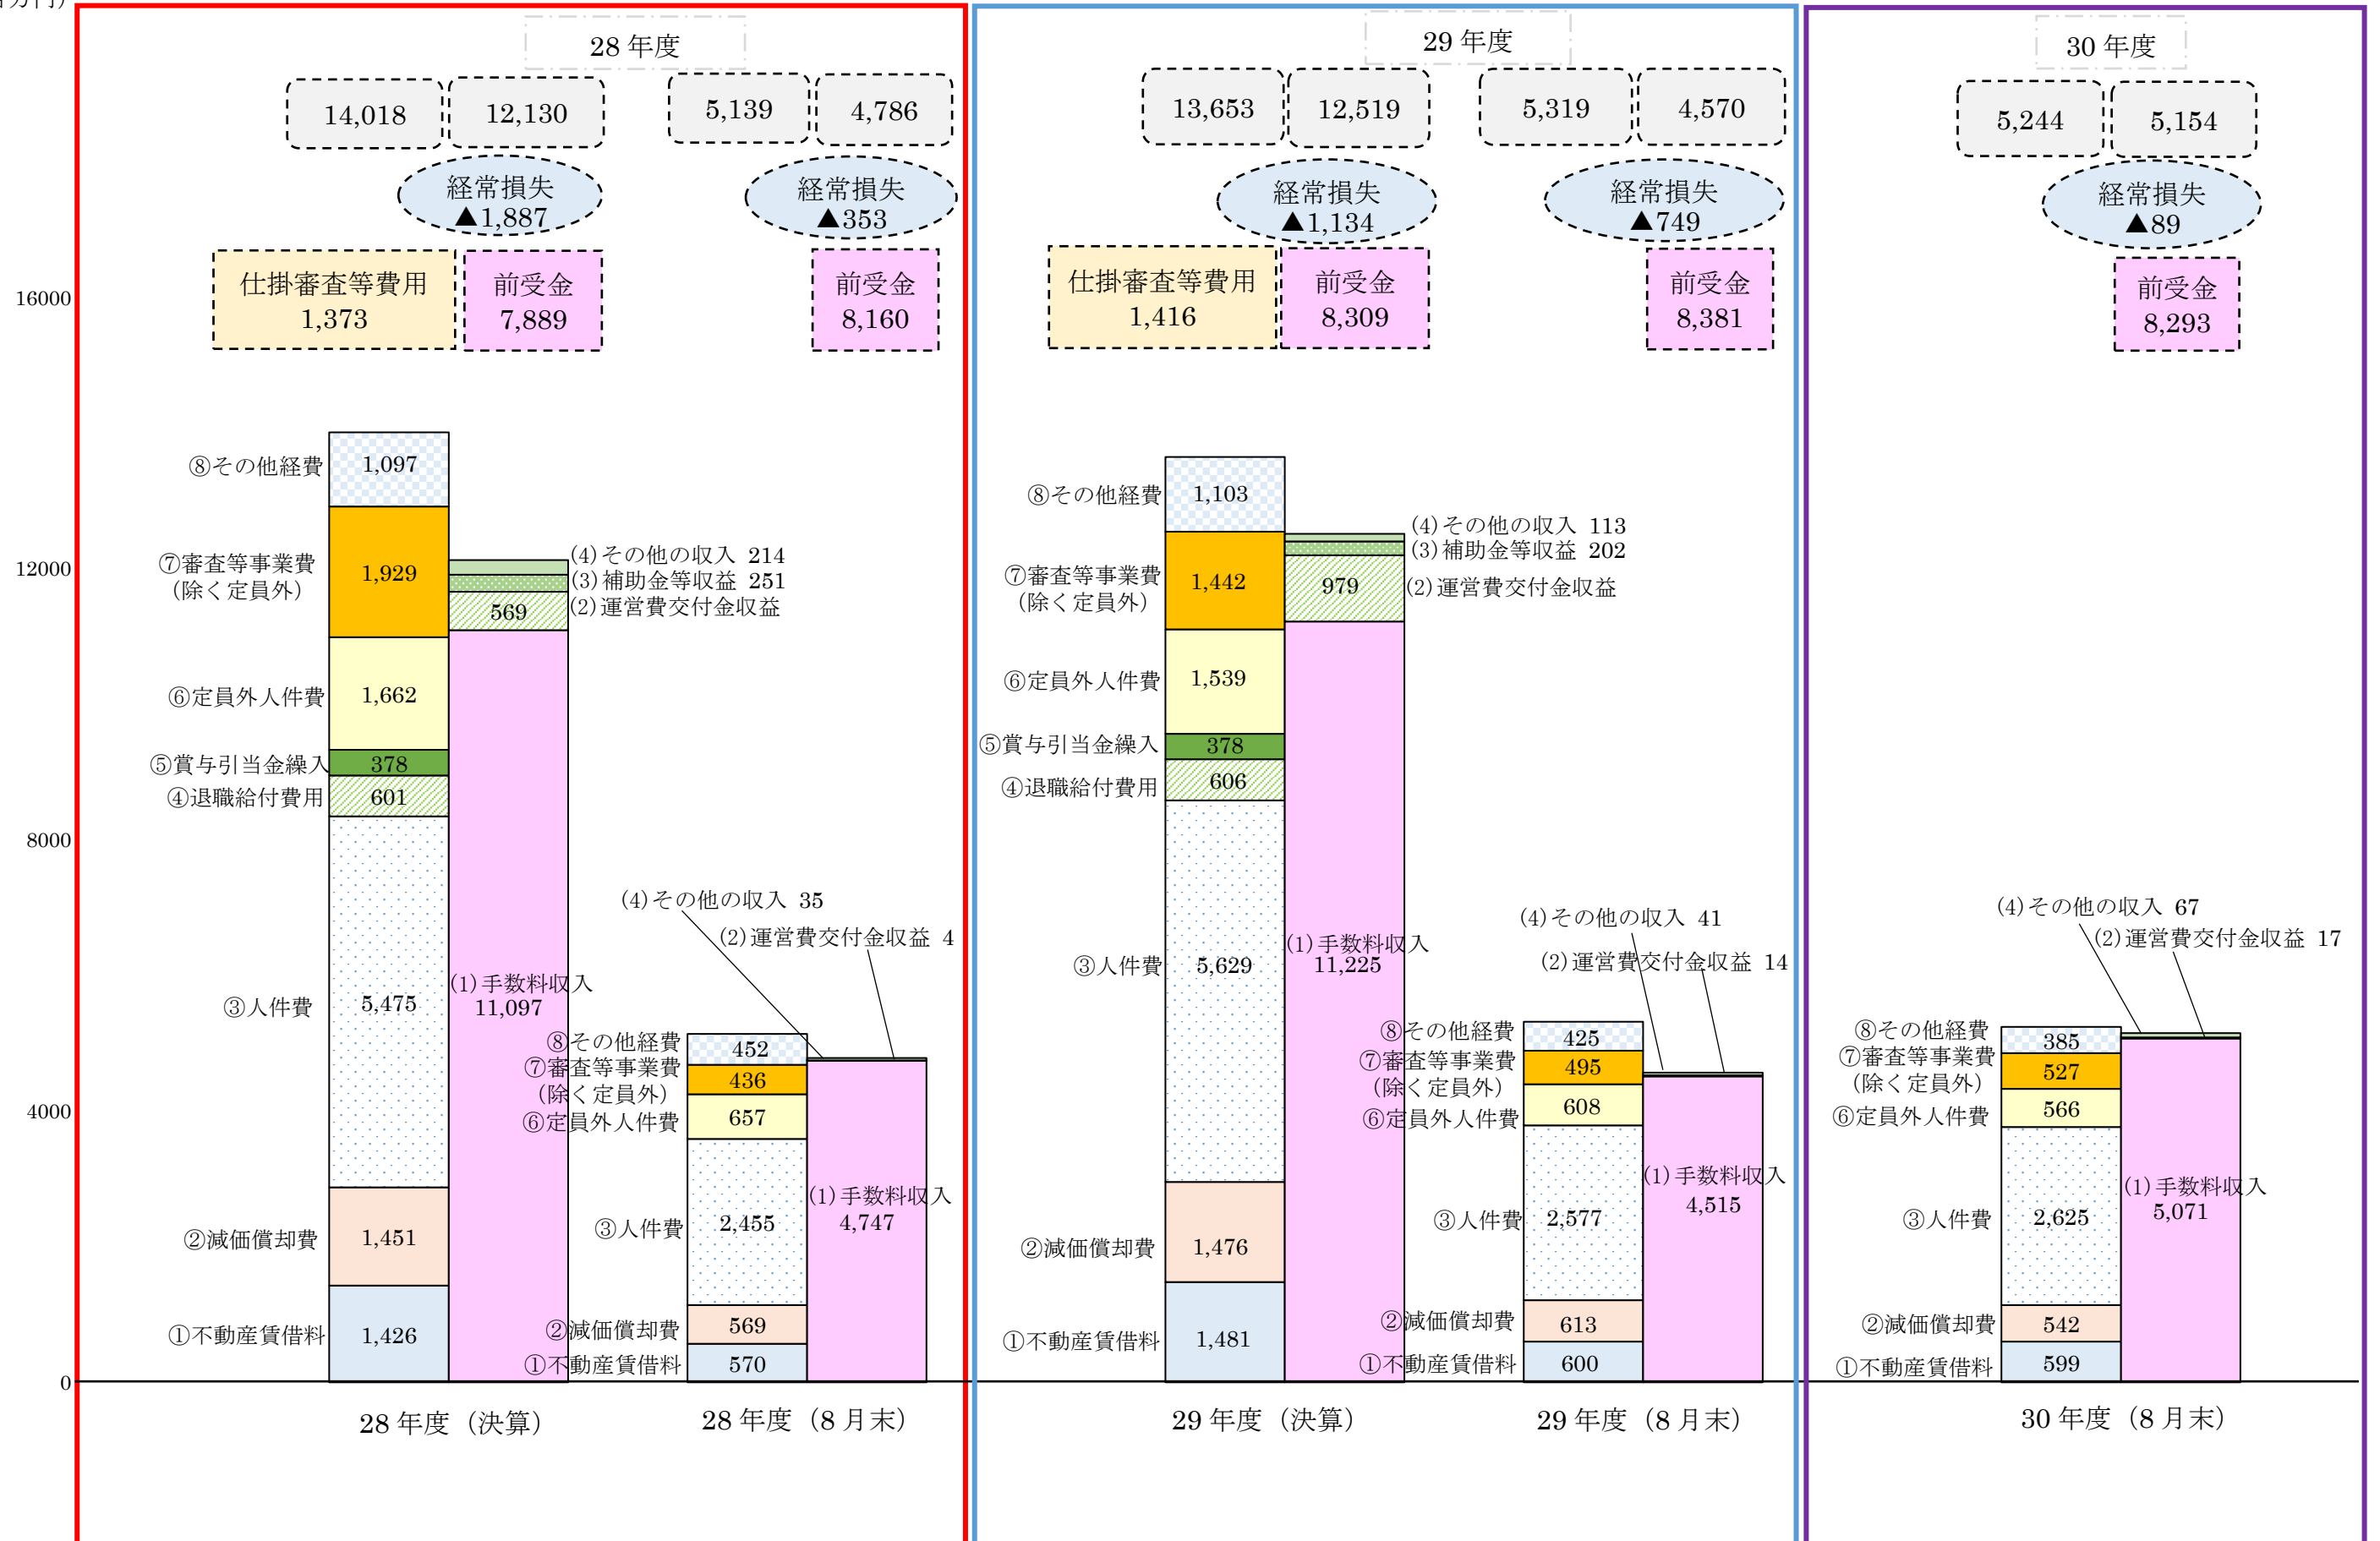 28 年度
14,018
12,130
5,139
4,786
経常損失
▲1,887
経常損失
▲353
仕掛審査等費用
1,373
前受金
7,889
前受金
8,160
29 年度
13,653
12,519
5,319
4,570
経常損失
▲1,134
経常損失
▲749
仕掛審査等費用
1,416
前受金
8,309
前受金
8,381
30 年度
5,244
5,154
経常損失
▲89
前受金
8,293
16000
12000
8000
4000
0
⑧その他経費
1,097
⑦審査等事業費
(除く定員外)
1,929
⑥定員外人件費
1,662
⑤賞与引当金繰入
378
④退職給付費用
601
③人件費
5,475
②減価償却費
1,451
①不動産賃借料
1,426
(4)その他の収入 214
(3)補助金等収益 251
(2)運営費交付金収益
569
(1)手数料収入
11,097
(4)その他の収入 35
(2)運営費交付金収益 4
⑧その他経費
452
⑦審査等事業費
(除く定員外)
436
⑥定員外人件費
657
③人件費
2,455
②減価償却費
569
①不動産賃借料
570
(1)手数料収入
4,747
⑧その他経費
1,103
⑦審査等事業費
(除く定員外)
1,442
⑥定員外人件費
1,539
⑤賞与引当金繰入
378
④退職給付費用
606
③人件費
5,629
②減価償却費
1,476
①不動産賃借料
1,481
(4)その他の収入 113
(3)補助金等収益 202
(2)運営費交付金収益
979
(1)手数料収入
11,225
(4)その他の収入 41
(2)運営費交付金収益 14
⑧その他経費
425
⑦審査等事業費
(除く定員外)
495
⑥定員外人件費
608
③人件費
2,577
②減価償却費
613
①不動産賃借料
600
(1)手数料収入
4,515
(4)その他の収入 67
(2)運営費交付金収益 17
⑧その他経費
385
⑦審査等事業費
(除く定員外)
527
⑥定員外人件費
566
③人件費
2,625
②減価償却費
542
①不動産賃借料
599
(1)手数料収入
5,071
28 年度（決算）
28 年度（8 月末）
29 年度（決算）
29 年度（8 月末）
30 年度（8 月末）